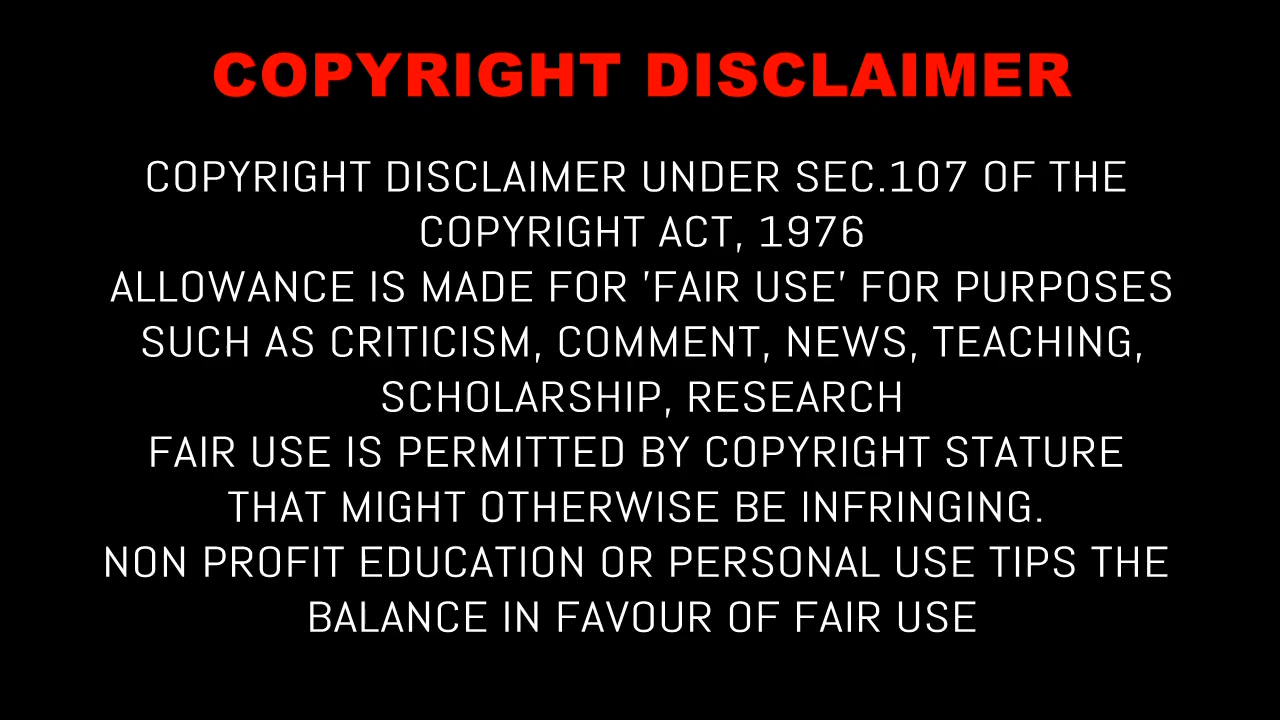 COPYRIGHT DISCLAIMER
COPYRIGHT DISCLAIMER UNDER SEC.107 OF THE
COPYRIGHT ACT, 1976
ALLOWANCE IS MADE FOR 'FAIR USE' FOR PURPOSES
SUCH AS CRITICISM, COMMENT, NEWS, TEACHING,
SCHOLARSHIP, RESEARCH
FAIR USE IS PERMITTED BY COPYRIGHT STATURE
THAT MIGHT OTHERWISE BE INFRINGING.
NON PROFIT EDUCATION OR PERSONAL USE TIPS THE
BALANCE IN FAVOUR OF FAIR USE